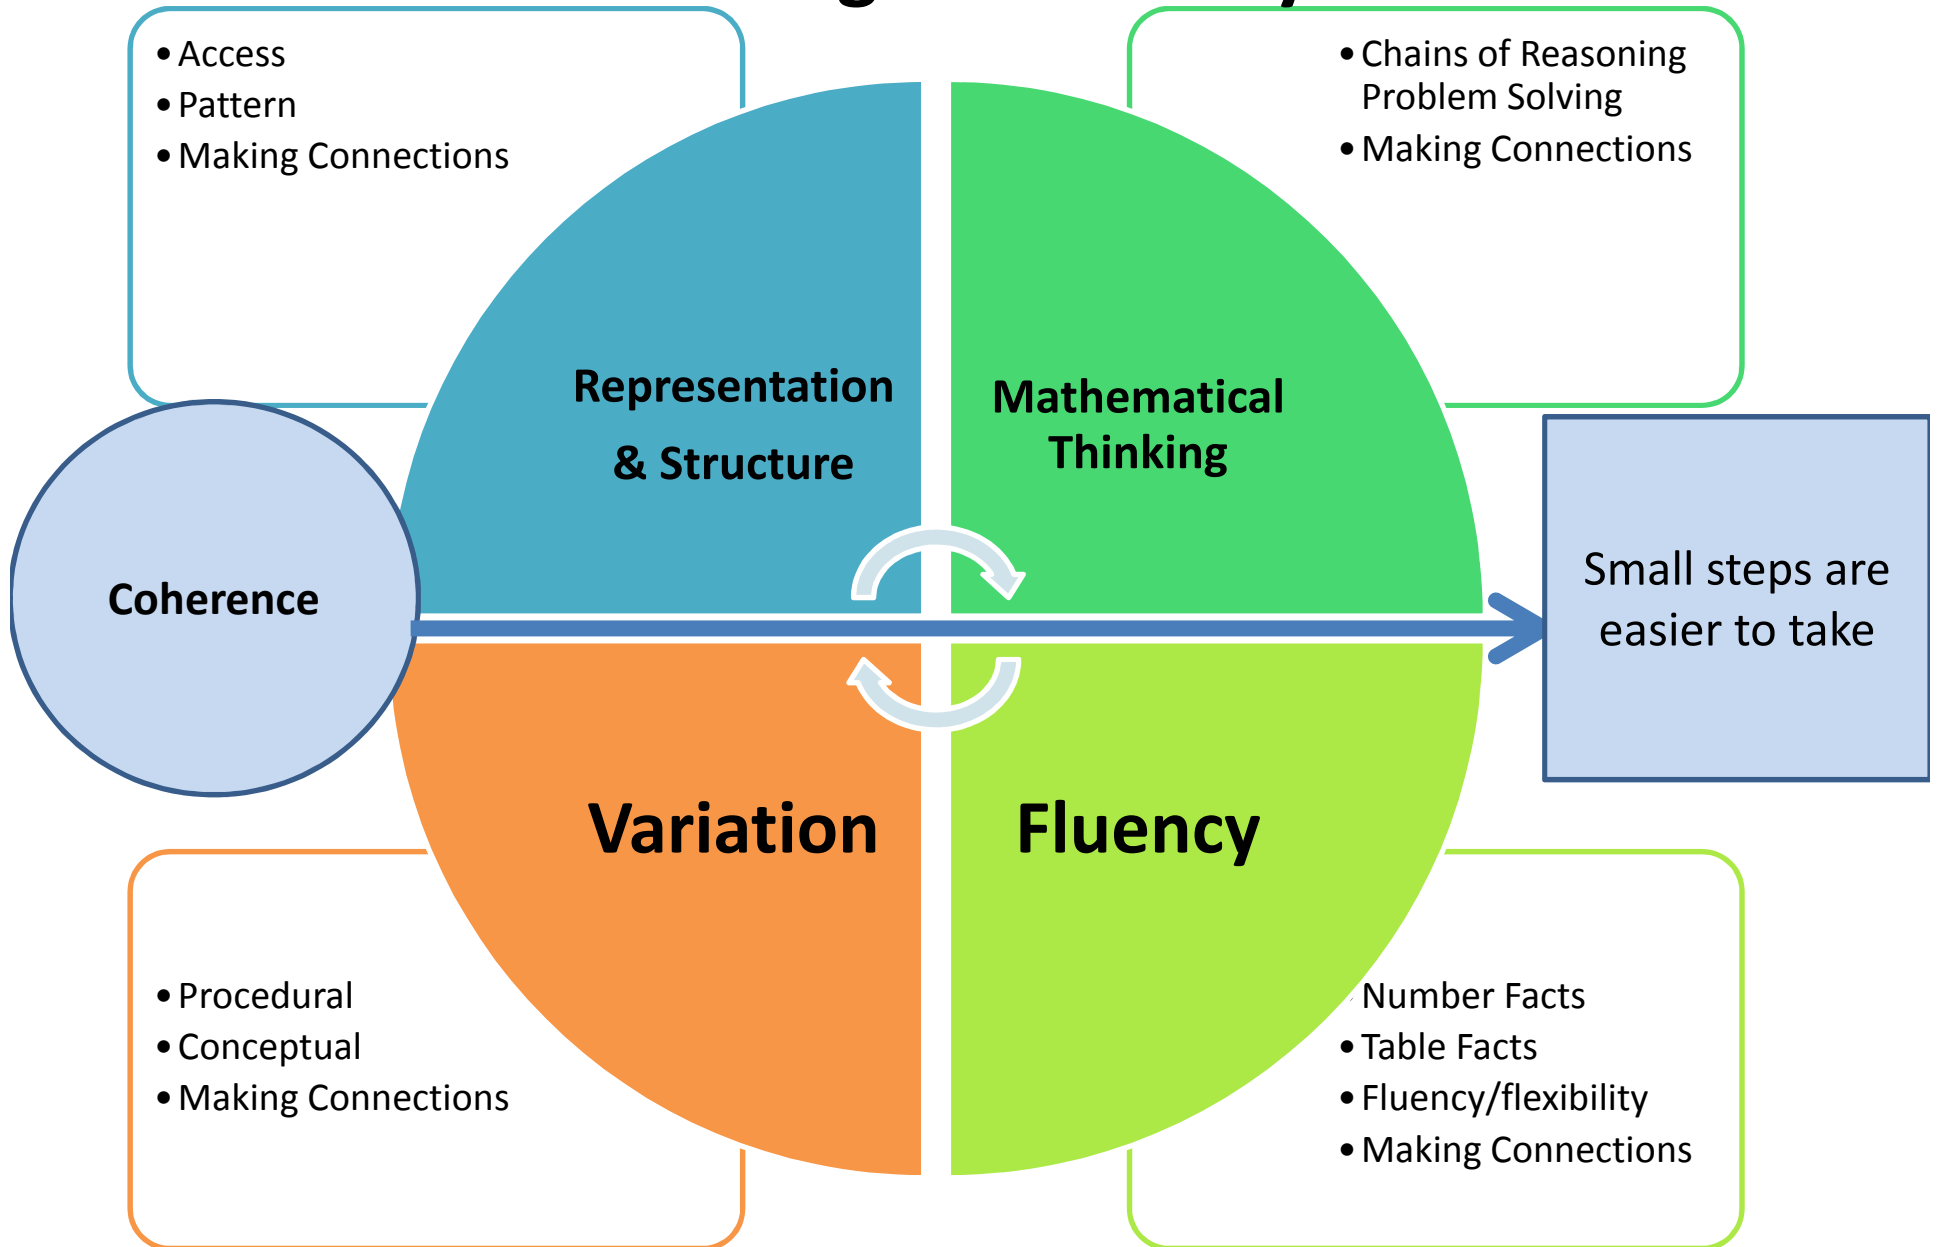 • Access
• Pattern
• Making Connections
• Chains of Reasoning
Problem Solving
• Making Connections
Representation
& Structure
Mathematical
Thinking
Coherence
Small steps are
easier to take
Variation
Fluency
• Procedural
• Conceptual
• Making Connections
• Number Facts
• Table Facts
• Fluency/flexibility
• Making Connections